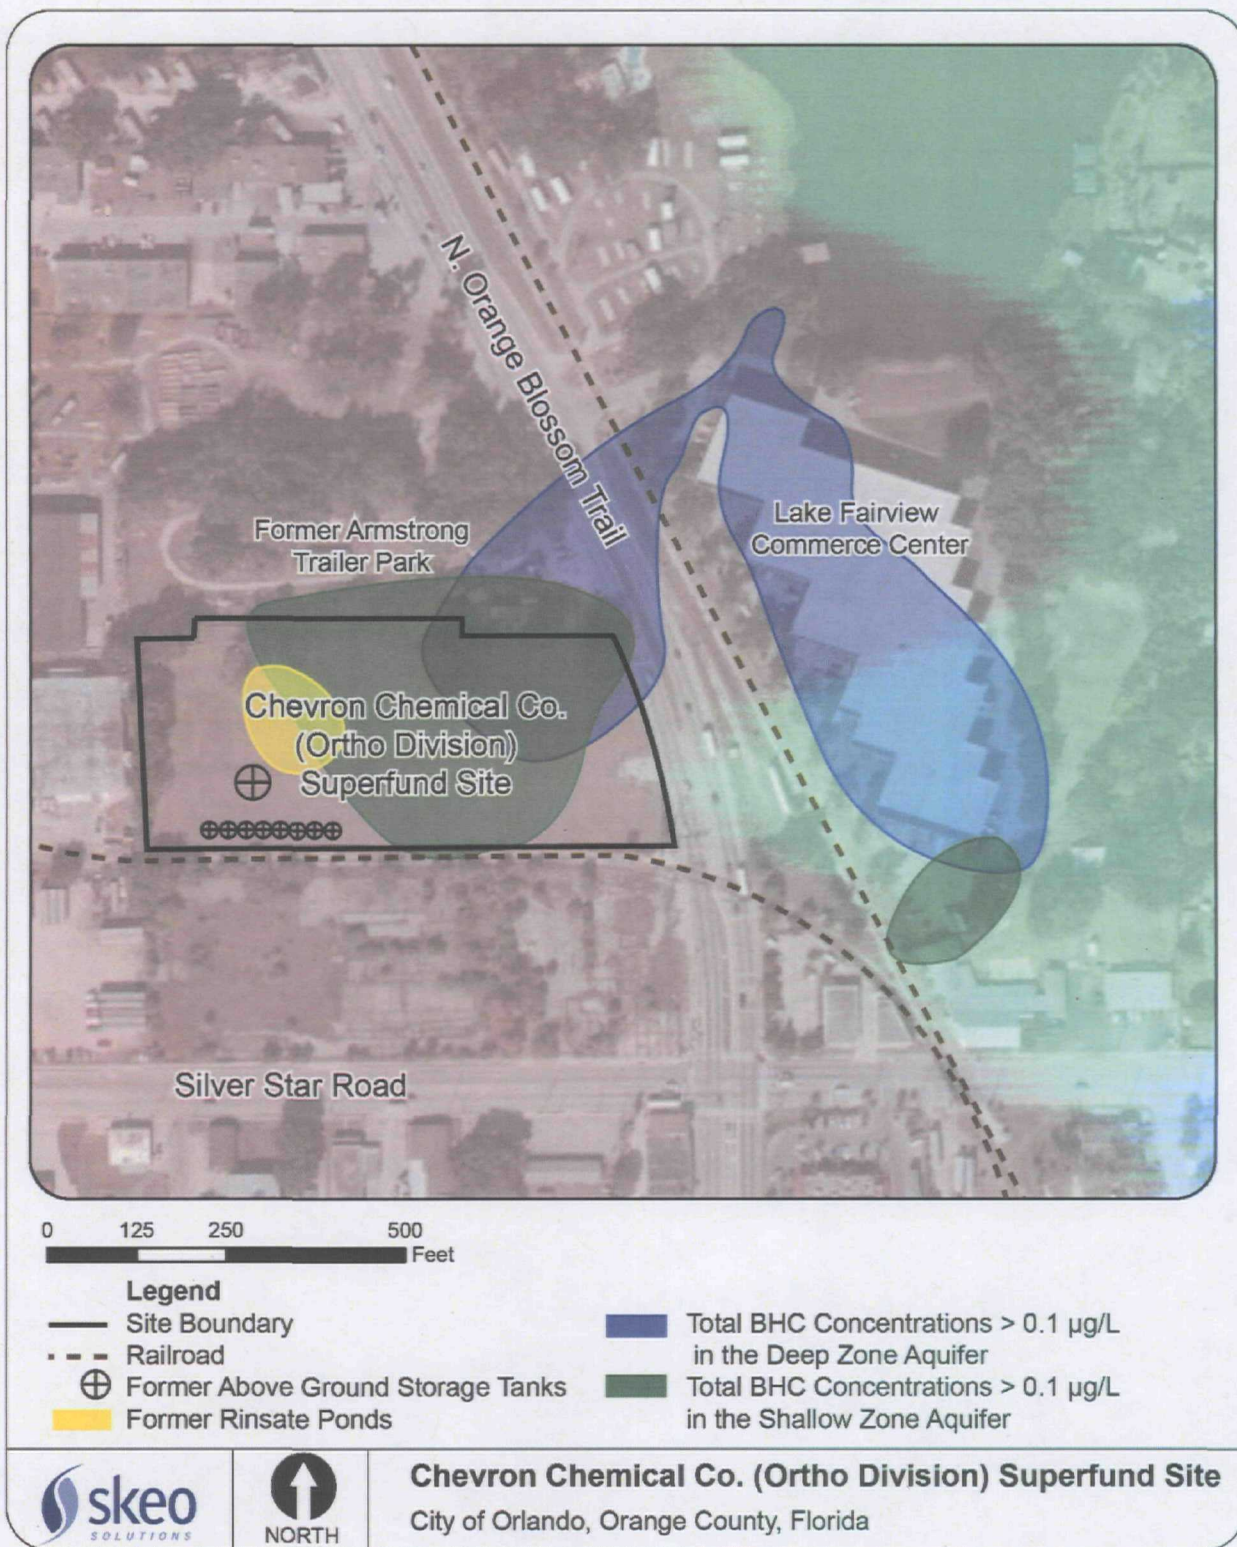 N. Orange Blossom Trail
Former Armstrong
Trailer Park
Lake Fairview
Commerce Center
Chevron Chemical Co.
(Ortho Division)
Superfund Site
Silver Star Road
0 125 250 500
Feet
Legend
Site Boundary
Railroad
Former Above Ground Storage Tanks
Former Rinsate Ponds
Total BHC Concentrations > 0.1 µg/L
in the Deep Zone Aquifer
Total BHC Concentrations > 0.1 µg/L
in the Shallow Zone Aquifer
skeo
SOLUTIONS
NORTH
Chevron Chemical Co. (Ortho Division) Superfund Site
City of Orlando, Orange County, Florida